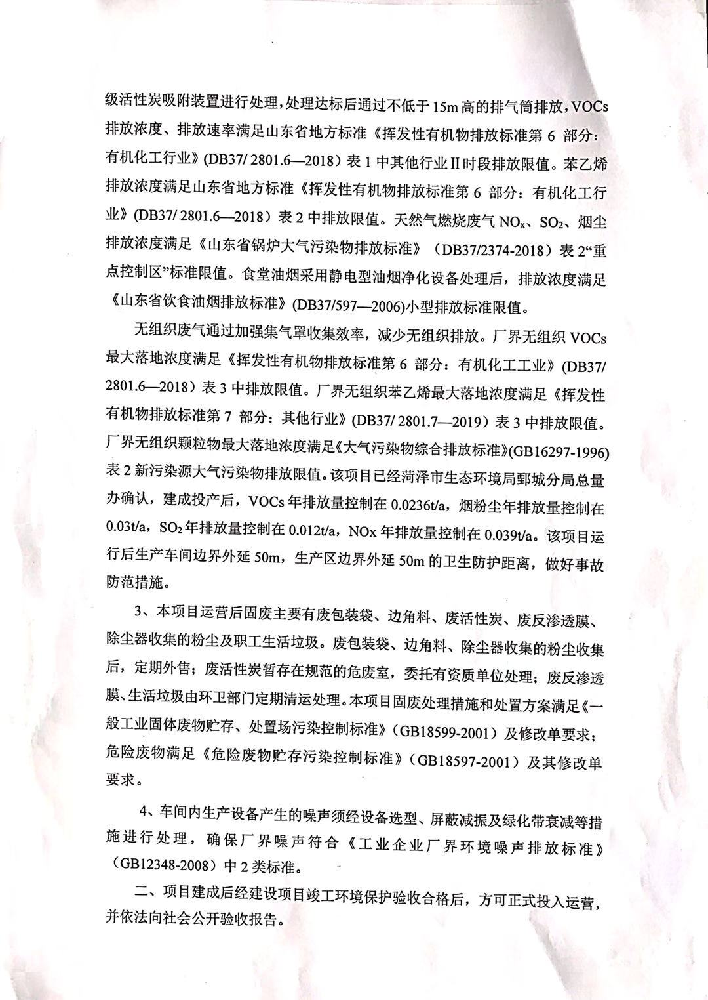 级活性炭吸附装置进行处理,处理达标后通过不低于15m高的排气筒排放,VOCs
排放浓度、排放速率满足山东省地方标准《挥发性有机物排放标准第 6 部分：
有机化工行业》(DB37/ 2801.6—2018）表 1 中其他行业Ⅱ时段排放限值。苯乙烯
排放浓度满足山东省地方标准《挥发性有机物排放标准第 6 部分：有机化工行
业》(DB37/ 2801.6—2018）表 2 中排放限值。天然气燃烧废气 NOₓ、SO₂、烟尘
排放浓度满足《山东省锅炉大气污染物排放标准》（DB37/2374-2018）表 2“重
点控制区”标准限值。食堂油烟采用静电型油烟净化设备处理后，排放浓度满足
《山东省饮食油烟排放标准》(DB37/597—2006)小型排放标准限值。
无组织废气通过加强集气罩收集效率，减少无组织排放。厂界无组织 VOCs
最大落地浓度满足《挥发性有机物排放标准第 6 部分：有机化工工业》(DB37/
2801.6—2018）表 3 中排放限值。厂界无组织苯乙烯最大落地浓度满足《挥发性
有机物排放标准第 7 部分：其他行业》(DB37/ 2801.7—2019）表 3 中排放限值。
厂界无组织颗粒物最大落地浓度满足《大气污染物综合排放标准》(GB16297-1996)
表 2 新污染源大气污染物排放限值。该项目已经菏泽市生态环境局鄄城分局总量
办确认，建成投产后，VOCs 年排放量控制在 0.0236t/a，烟粉尘年排放量控制在
0.03t/a，SO₂年排放量控制在 0.012t/a，NOx 年排放量控制在 0.039t/a。该项目运
行后生产车间边界外延 50m，生产区边界外延 50m 的卫生防护距离，做好事故
防范措施。
3、本项目运营后固废主要有废包装袋、边角料、废活性炭、废反渗透膜、
除尘器收集的粉尘及职工生活垃圾。废包装袋、边角料、除尘器收集的粉尘收集
后，定期外售；废活性炭暂存在规范的危废室，委托有资质单位处理；废反渗透
膜、生活垃圾由环卫部门定期清运处理。本项目固废处理措施和处置方案满足《一
般工业固体废物贮存、处置场污染控制标准》（GB18599-2001）及修改单要求；
危险废物满足《危险废物贮存污染控制标准》（GB18597-2001）及其修改单
要求。
4、车间内生产设备产生的噪声须经设备选型、屏蔽减振及绿化带衰减等措
施进行处理，确保厂界噪声符合《工业企业厂界环境噪声排放标准》
（GB12348-2008）中 2 类标准。
二、项目建成后经建设项目竣工环境保护验收合格后，方可正式投入运营，
并依法向社会公开验收报告。